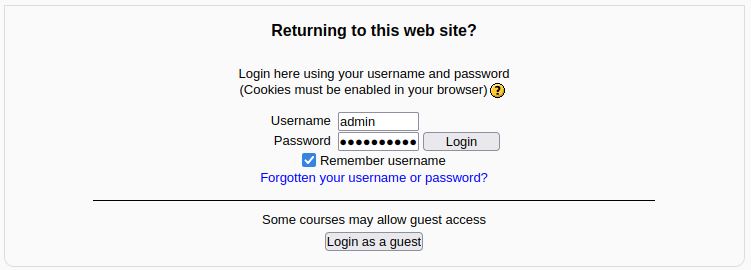 Returning to this web site?
Login here using your username and password
(Cookies must be enabled in your browser) ?
Username admin
Password ●●●●●●●●●● Login
Remember username
Forgotten your username or password?
Some courses may allow guest access
Login as a guest